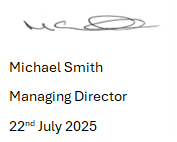 Michael Smith
Managing Director
22nd July 2025